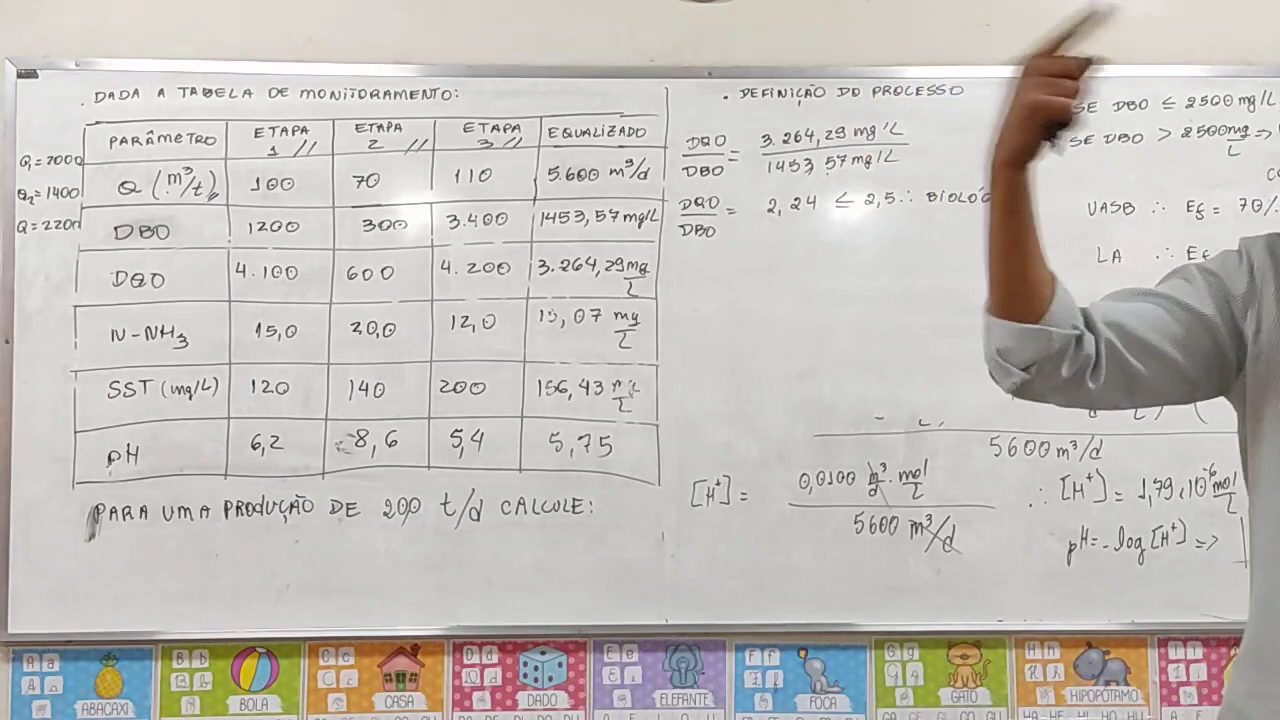 . DADA A TABELA DE MONITORAMENTO:
PARÂMETRO ETAPA 1 // ETAPA 2 // ETAPA 3 // EQUALIZADO
Q1=2000
Q (m³/t) 100 70 110 5.600 m³/d
Q2=1400
Q=2200
DBO 1200 300 3.400 1453,57 mg/L
DQO 4.100 600 4.200 3.264,29 mg/L
N-NH3 15,0 20,0 12,0 15,07 mg/L
SST (mg/L) 120 140 200 156,43 mg/L
pH 6,2 8,6 5,4 5,75
PARA UMA PRODUÇÃO DE 20,0 t/d CALCULE:
. DEFINIÇÃO DO PROCESSO
DQO/DBO = 3.264,29 mg/L / 1453,57 mg/L
DQO/DBO = 2,24 ≤ 2,5 ∴ BIOLÓG
SE DBO ≤ 2500 mg/L
SE DBO > 2500 mg/L =>
UASB ∴ Ef = 70%
LA ∴ Ef
5600 m³/d
[H+] = 0,0100 m³/d . mol/L / 5600 m³/d ∴ [H+] = 1,79.10-6 mol/L
pH = - log [H+] =>
A a
ABACAXI
B b
BOLA
C c
CASA
D d
DADO
E e
ELEFANTE
F f
FOCA
G g
GATO
H h
HIPOPÓTAMO
I i